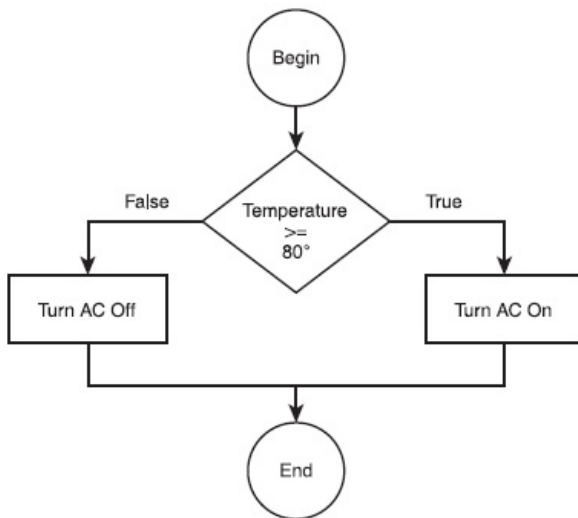 Begin
False
True
Temperature
>=
80°
Turn AC Off
Turn AC On
End